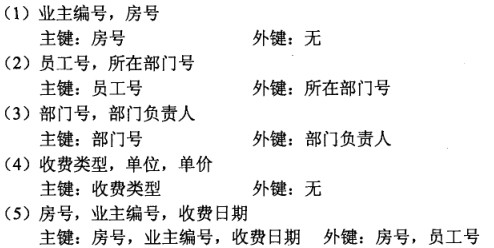 （1）业主编号，房号
主键：房号 外键：无
（2）员工号，所在部门号
主键：员工号 外键：所在部门号
（3）部门号，部门负责人
主键：部门号 外键：部门负责人
（4）收费类型，单位，单价
主键：收费类型 外键：无
（5）房号，业主编号，收费日期
主键：房号，业主编号，收费日期 外键：房号，员工号